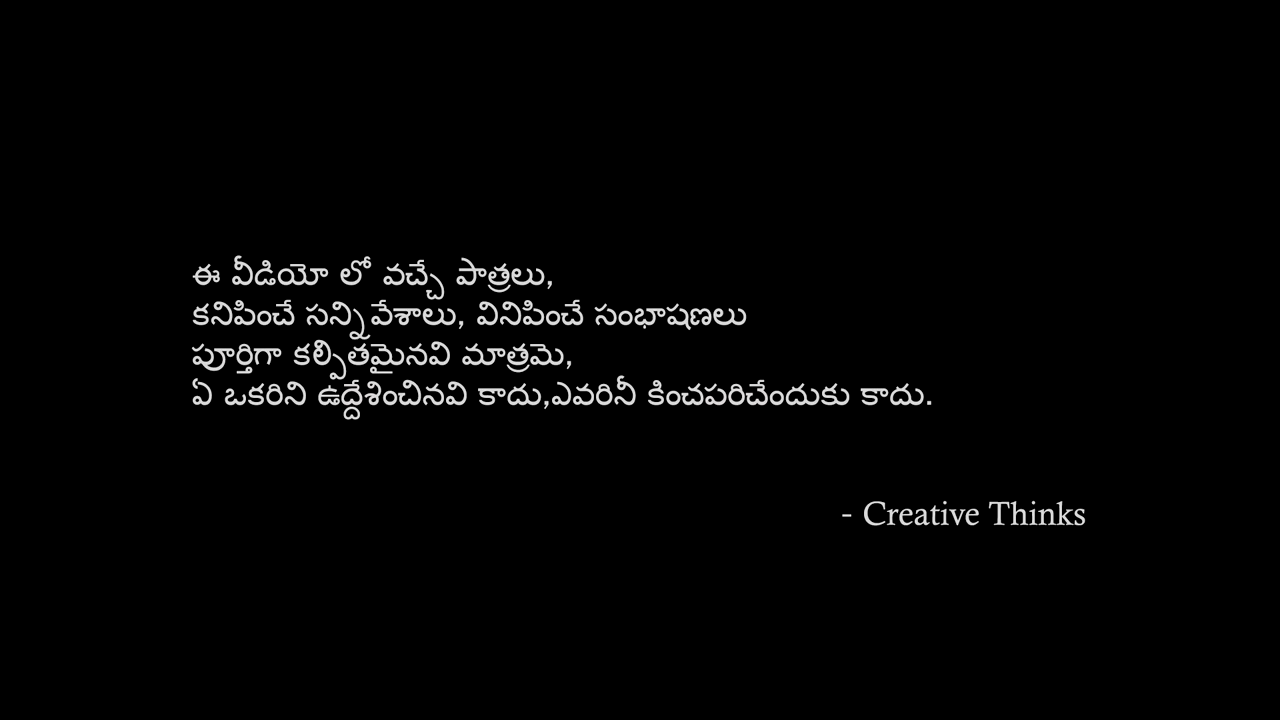 ఈ వీడియో లో వచ్చే పాత్రలు,
కనిపించే సన్నివేశాలు, వినిపించే సంభాషణలు
పూర్తిగా కల్పితమైనవి మాత్రమె,
ఏ ఒకరిని ఉద్దేశించినవి కాదు,ఎవరినీ కించపరిచేందుకు కాదు.
- Creative Thinks